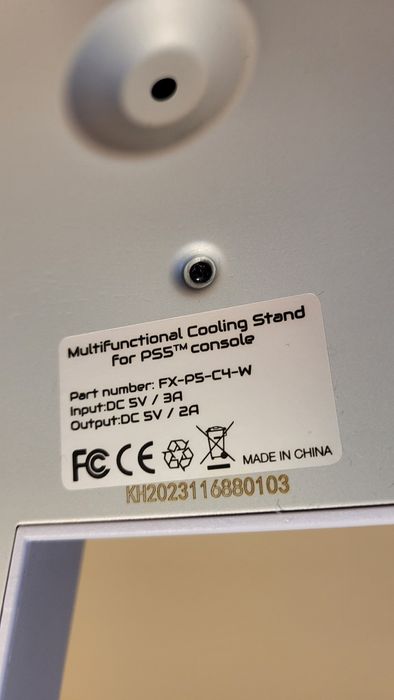 Multifunctional Cooling Stand
for PS5™ console
Part number: FX-P5-C4-W
Input:DC 5V / 3A
Output:DC 5V / 2A
FC CE MADE IN CHINA
KH2023116880103